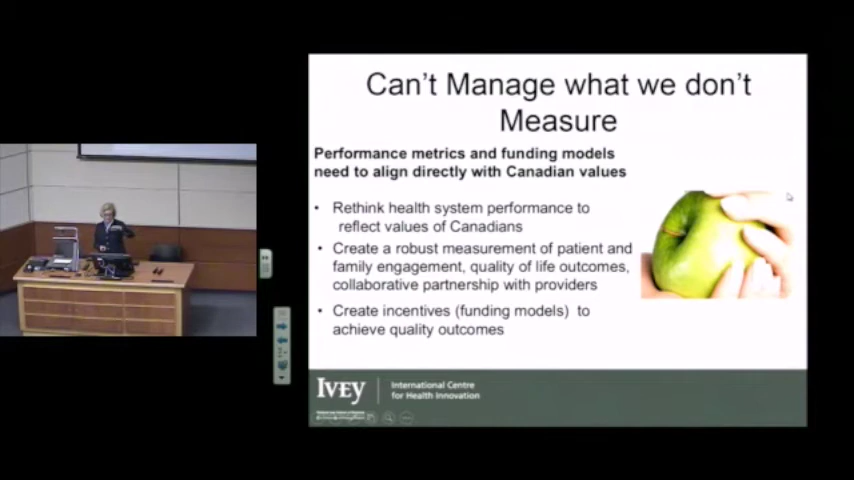 Can't Manage what we don't
Measure
Performance metrics and funding models
need to align directly with Canadian values
• Rethink health system performance to
reflect values of Canadians
• Create a robust measurement of patient and
family engagement, quality of life outcomes,
collaborative partnership with providers
• Create incentives (funding models) to
achieve quality outcomes
IVEY
International Centre
for Health Innovation